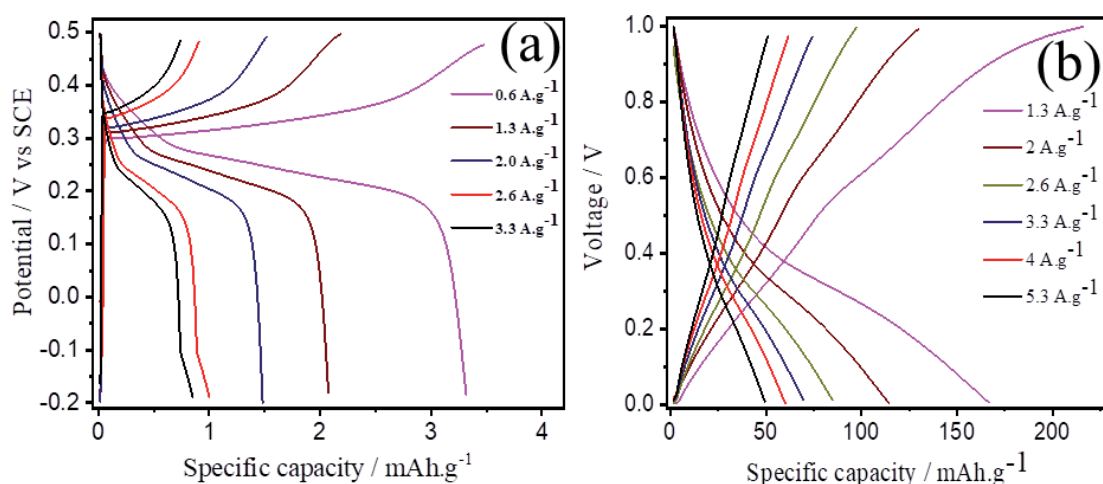 (a)
0.5
0.4
0.3
0.2
0.1
0.0
-0.1
-0.2
0 1 2 3 4
Potential / V vs SCE
Specific capacity / mAh.g⁻¹
0.6 A.g⁻¹
1.3 A.g⁻¹
2.0 A.g⁻¹
2.6 A.g⁻¹
3.3 A.g⁻¹
(b)
1.0
0.8
0.6
0.4
0.2
0.0
0 50 100 150 200
Voltage / V
Specific capacity / mAh.g⁻¹
1.3 A.g⁻¹
2 A.g⁻¹
2.6 A.g⁻¹
3.3 A.g⁻¹
4 A.g⁻¹
5.3 A.g⁻¹